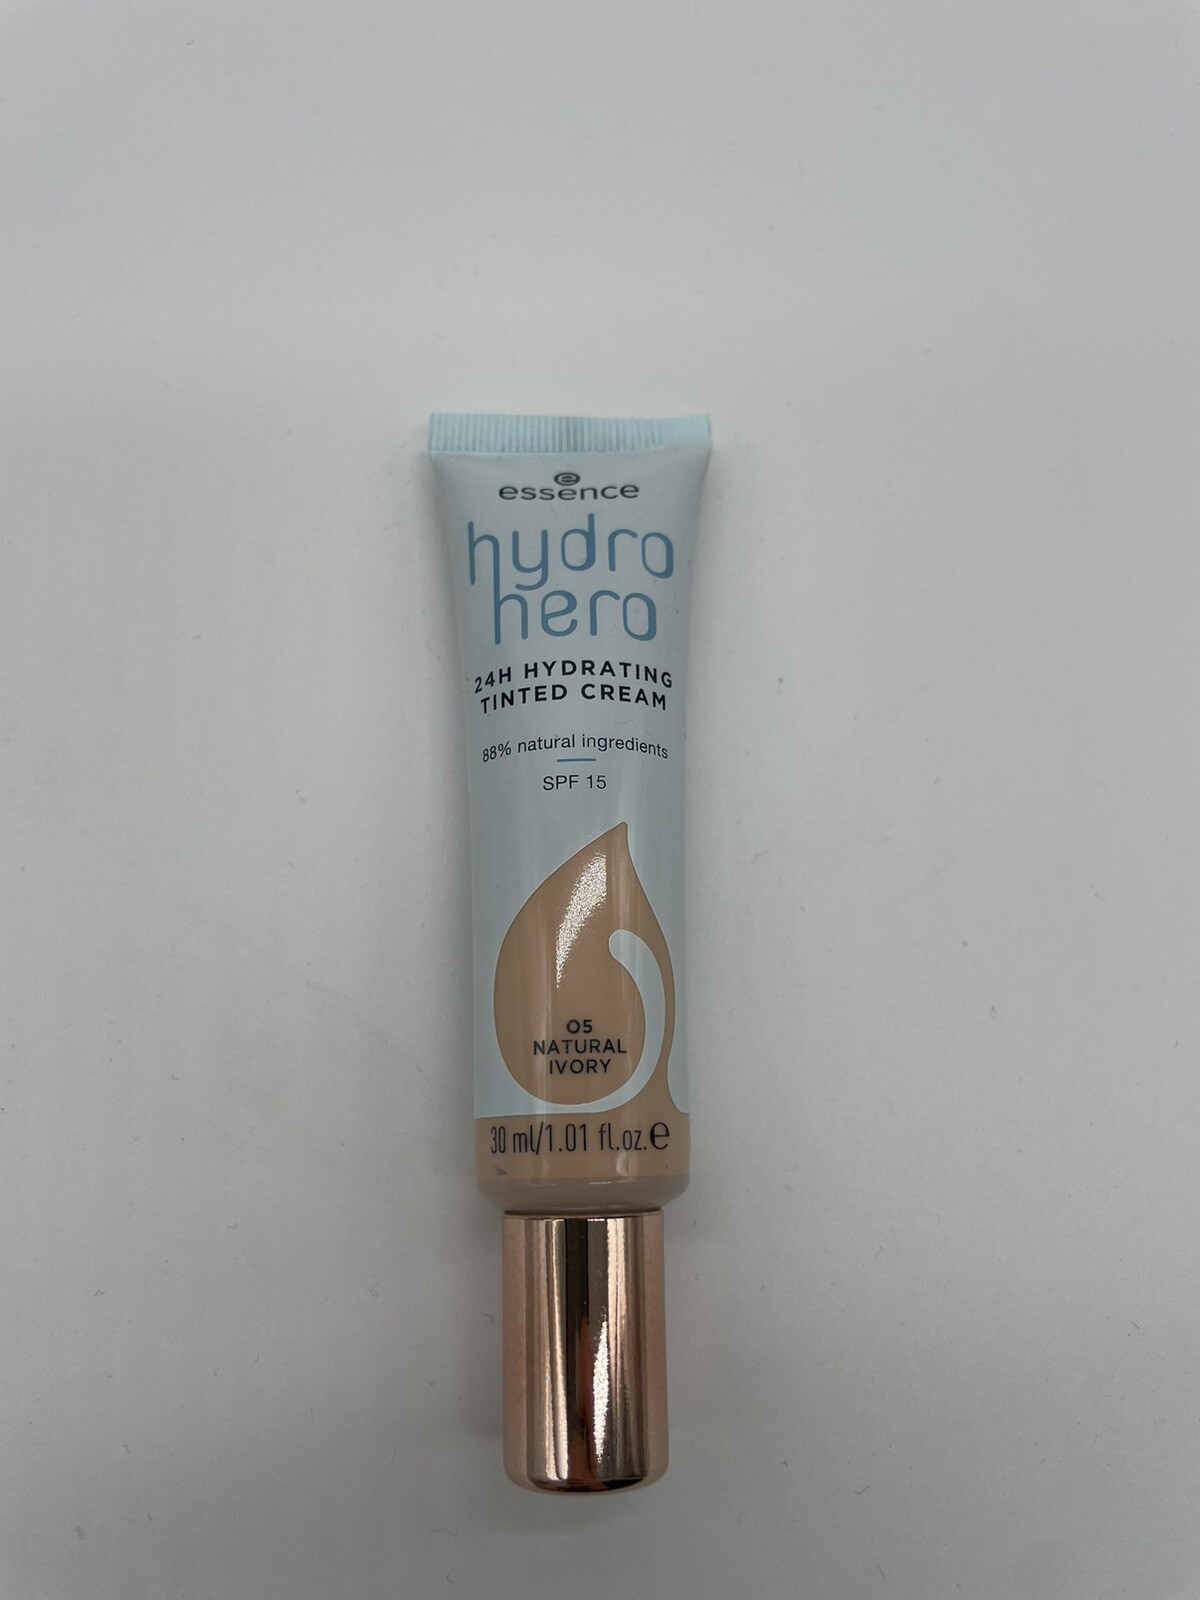 essence
hydro
hero
24H HYDRATING
TINTED CREAM
88% natural ingredients
SPF 15
05
NATURAL
IVORY
30 ml/1.01 fl.oz.℮